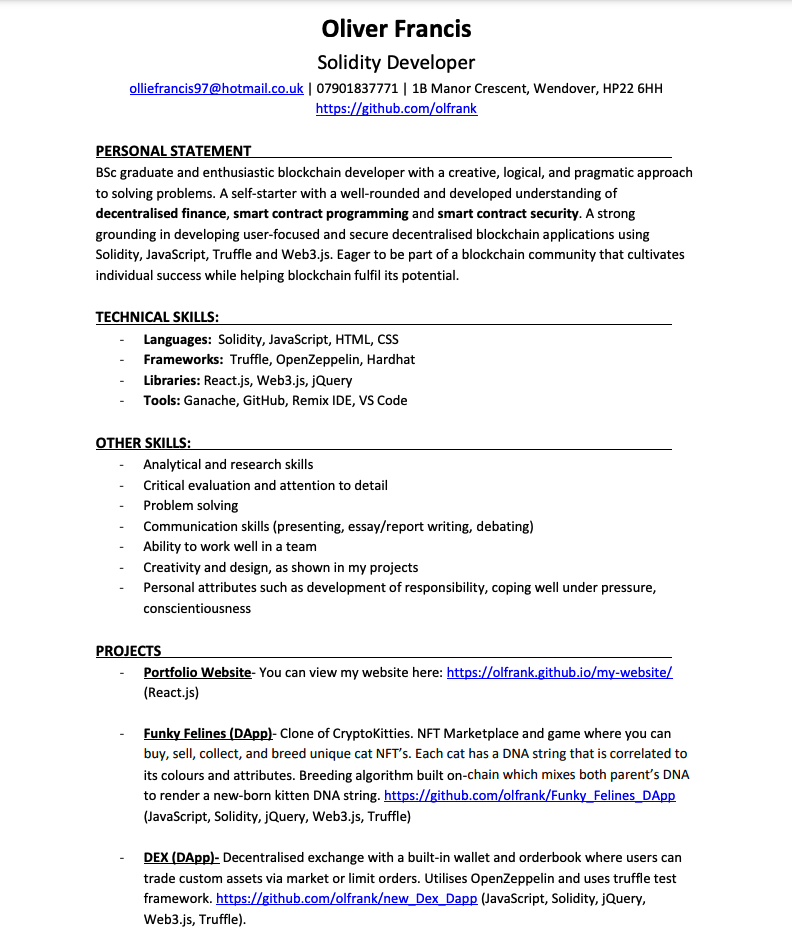 Oliver Francis
Solidity Developer
olliefrancis97@hotmail.co.uk | 07901837771 | 1B Manor Crescent, Wendover, HP22 6HH
https://github.com/olfrank
PERSONAL STATEMENT
BSc graduate and enthusiastic blockchain developer with a creative, logical, and pragmatic approach
to solving problems. A self-starter with a well-rounded and developed understanding of
decentralised finance, smart contract programming and smart contract security. A strong
grounding in developing user-focused and secure decentralised blockchain applications using
Solidity, JavaScript, Truffle and Web3.js. Eager to be part of a blockchain community that cultivates
individual success while helping blockchain fulfil its potential.
TECHNICAL SKILLS:
- Languages: Solidity, JavaScript, HTML, CSS
- Frameworks: Truffle, OpenZeppelin, Hardhat
- Libraries: React.js, Web3.js, jQuery
- Tools: Ganache, GitHub, Remix IDE, VS Code
OTHER SKILLS:
- Analytical and research skills
- Critical evaluation and attention to detail
- Problem solving
- Communication skills (presenting, essay/report writing, debating)
- Ability to work well in a team
- Creativity and design, as shown in my projects
- Personal attributes such as development of responsibility, coping well under pressure,
conscientiousness
PROJECTS
- Portfolio Website- You can view my website here: https://olfrank.github.io/my-website/
(React.js)
- Funky Felines (DApp)- Clone of CryptoKitties. NFT Marketplace and game where you can
buy, sell, collect, and breed unique cat NFT's. Each cat has a DNA string that is correlated to
its colours and attributes. Breeding algorithm built on-chain which mixes both parent's DNA
to render a new-born kitten DNA string. https://github.com/olfrank/Funky_Felines_DApp
(JavaScript, Solidity, jQuery, Web3.js, Truffle)
- DEX (DApp)- Decentralised exchange with a built-in wallet and orderbook where users can
trade custom assets via market or limit orders. Utilises OpenZeppelin and uses truffle test
framework. https://github.com/olfrank/new_Dex_Dapp (JavaScript, Solidity, jQuery,
Web3.js, Truffle).